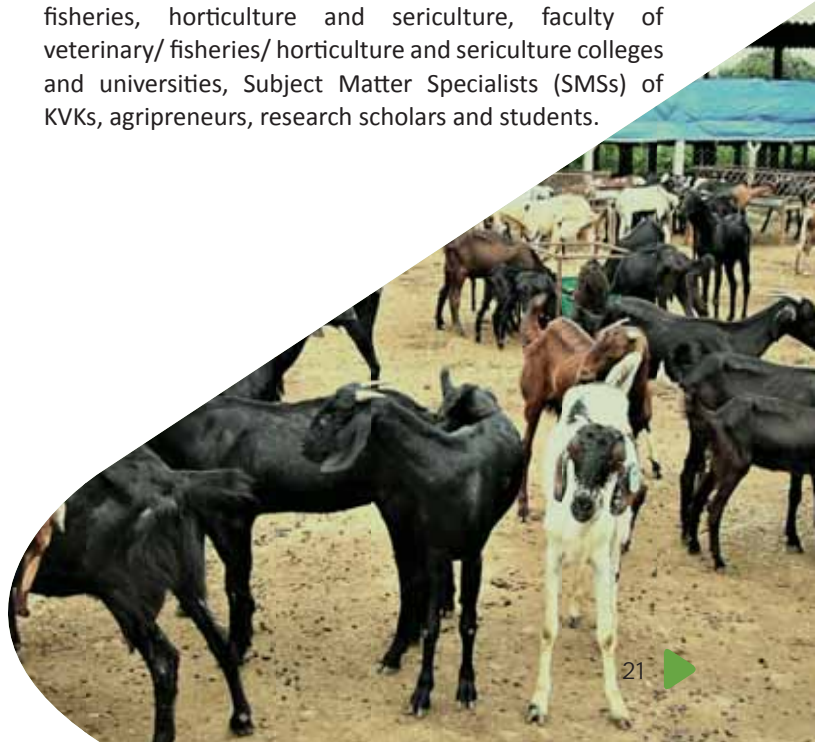 fisheries, horticulture and sericulture, faculty of
veterinary/ fisheries/ horticulture and sericulture colleges
and universities, Subject Matter Specialists (SMSs) of
KVKs, agripreneurs, research scholars and students.
21